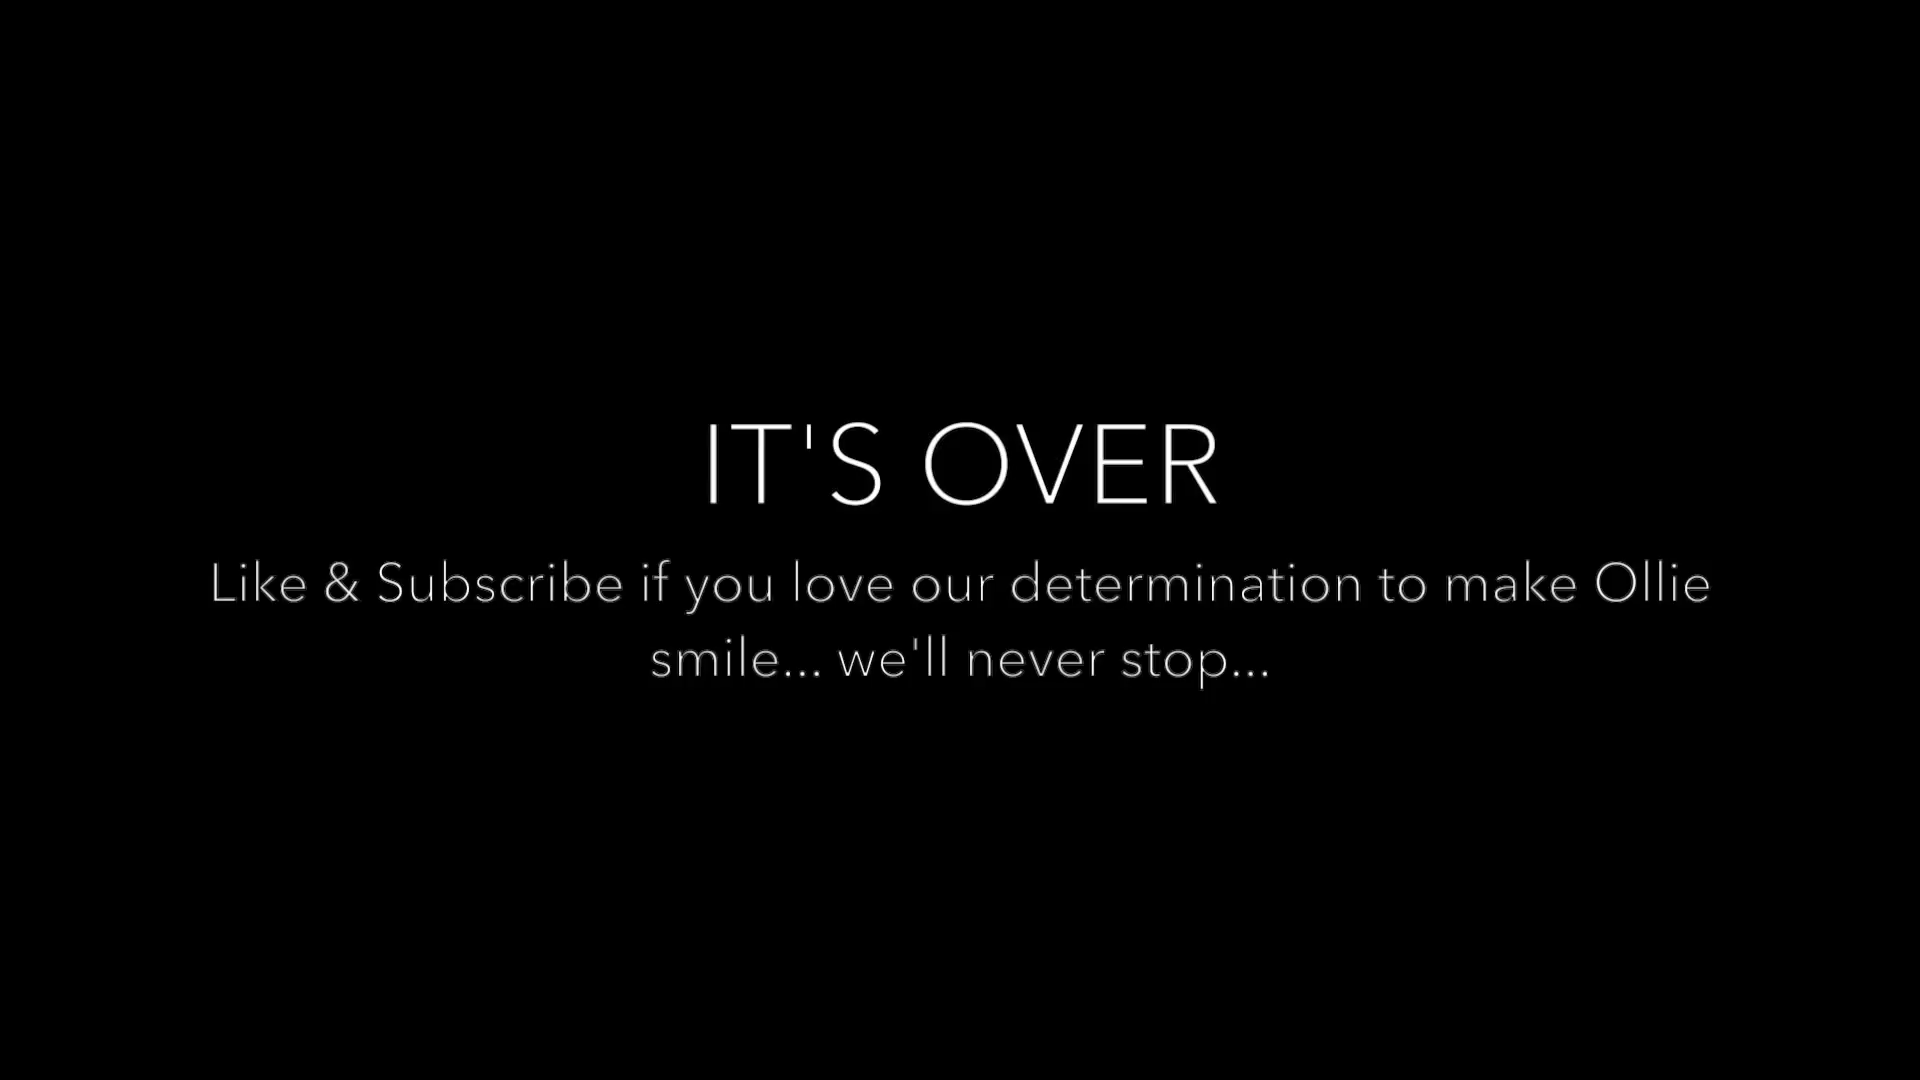 IT'S OVER
Like & Subscribe if you love our determination to make Ollie
smile... we'll never stop...